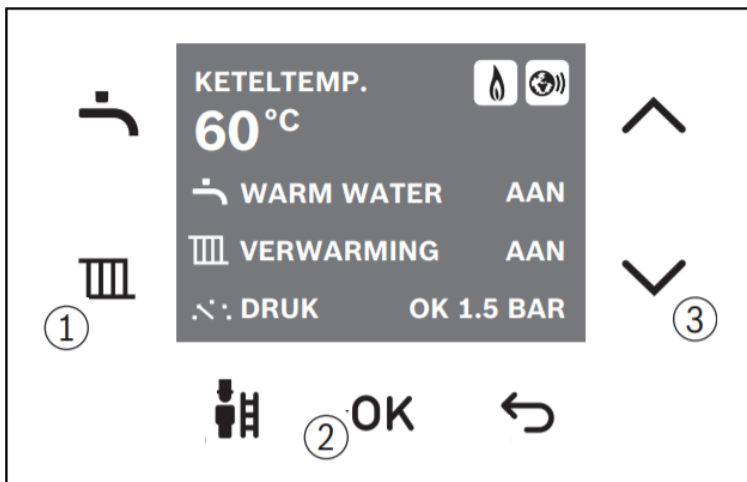 KETELTEMP.
60 °C
WARM WATER AAN
VERWARMING AAN
DRUK OK 1.5 BAR
1
3
2 OK